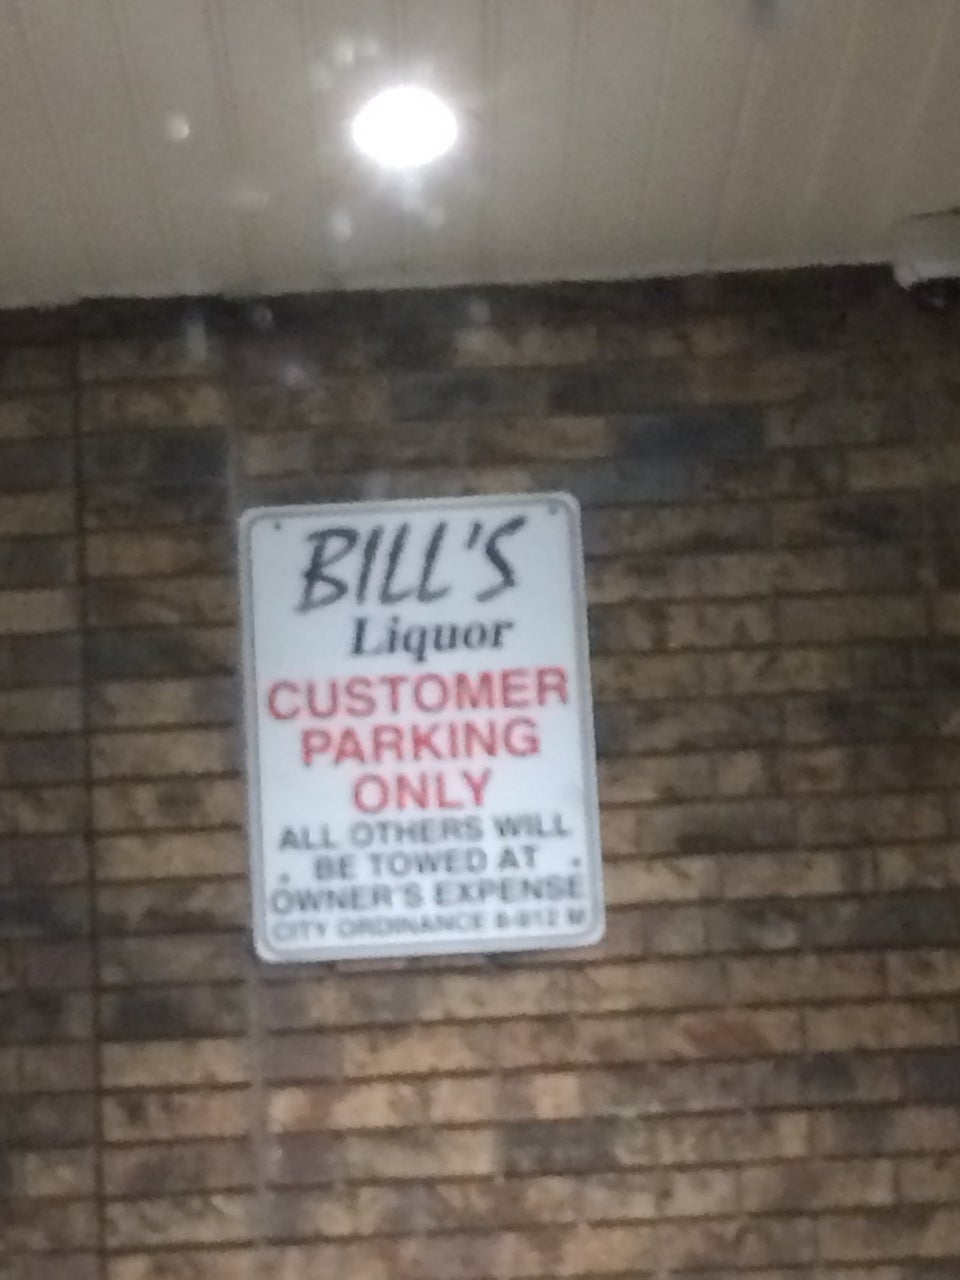 BILL'S
Liquor
CUSTOMER
PARKING
ONLY
ALL OTHERS WILL
BE TOWED AT
OWNER'S EXPENSE
CITY ORDINANCE